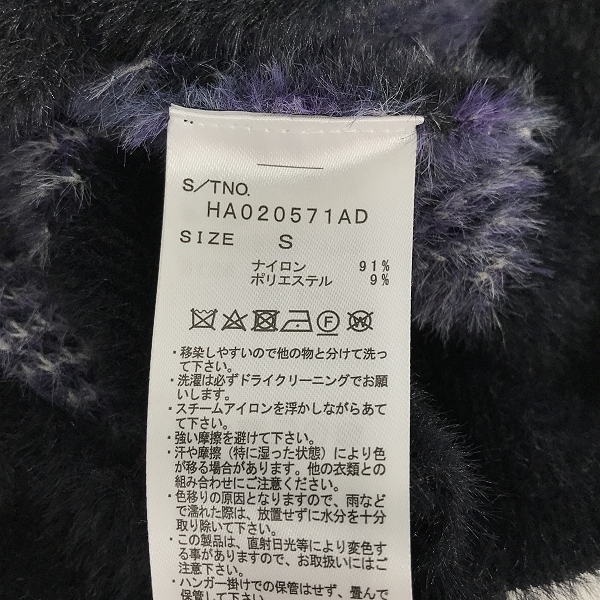 S/TNO.
HA020571AD
SIZE S
ナイロン 91%
ポリエステル 9%
・移染しやすいので他の物と分けて洗っ
て下さい。
・洗濯は必ずドライクリーニングでお願
いします。
・スチームアイロンを浮かしながらあて
て下さい。
・強い摩擦を避けて下さい。
・汗や摩擦（特に湿った状態）により色
が移る場合があります。他の衣類との
組み合わせにご注意ください。
・色移りの原因となりますので、雨など
で濡れた際は、放置せずに水分を十分
取り除いて下さい。
・この製品は、直射日光等により変色す
る事がありますので、お取扱いにはご
注意下さい。
・ハンガー掛けでの保管はせず、畳んで
保管して下さい。